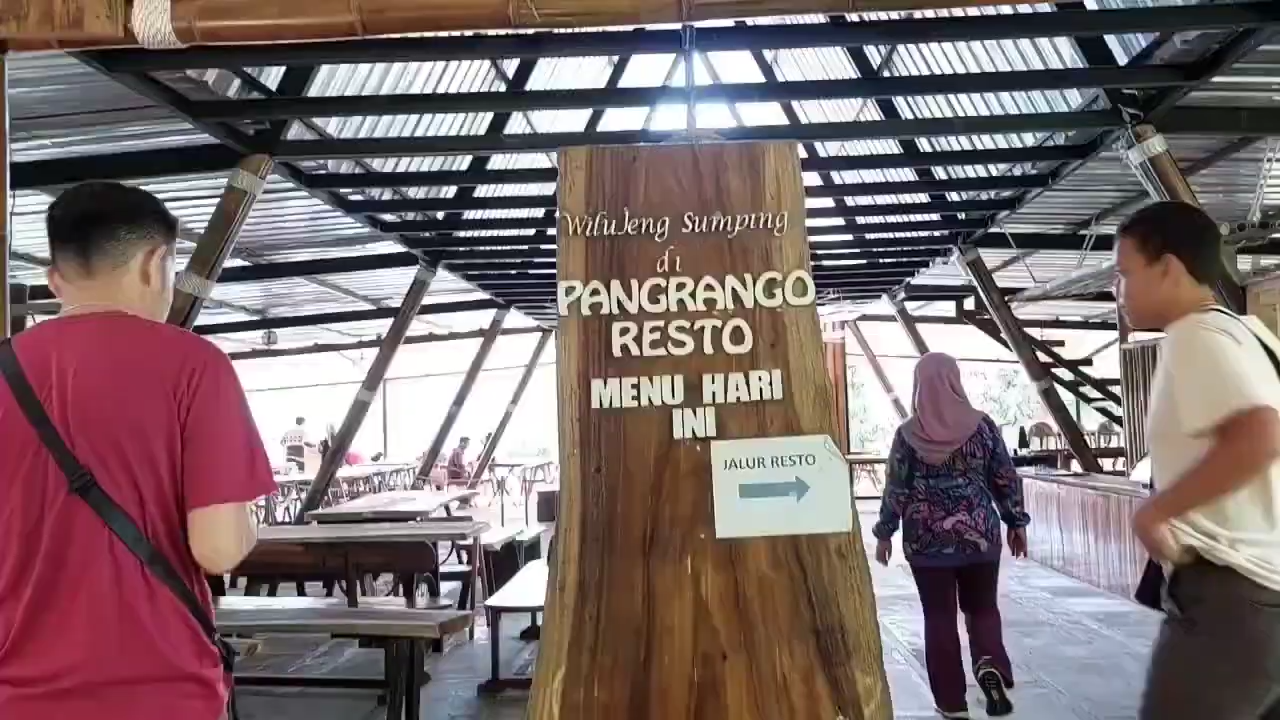 Wilujeng Sumping
di
PANGRANGO
RESTO
MENU HARI
INI
JALUR RESTO